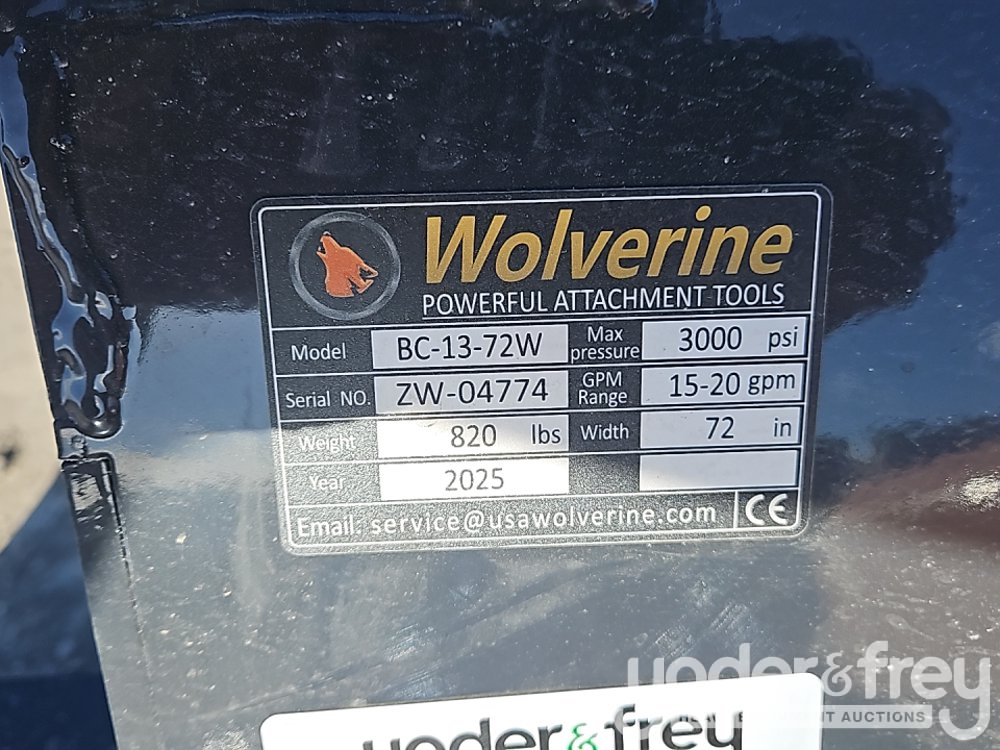 Wolverine
POWERFUL ATTACHMENT TOOLS
Model BC-13-72W Max pressure 3000 psi
Serial NO. ZW-04774 GPM Range 15-20 gpm
Weight 820 lbs Width 72 in
Year 2025
Email: service@usawolverine.com CE
yoder&frey
AUCTIONS
yoder&frey